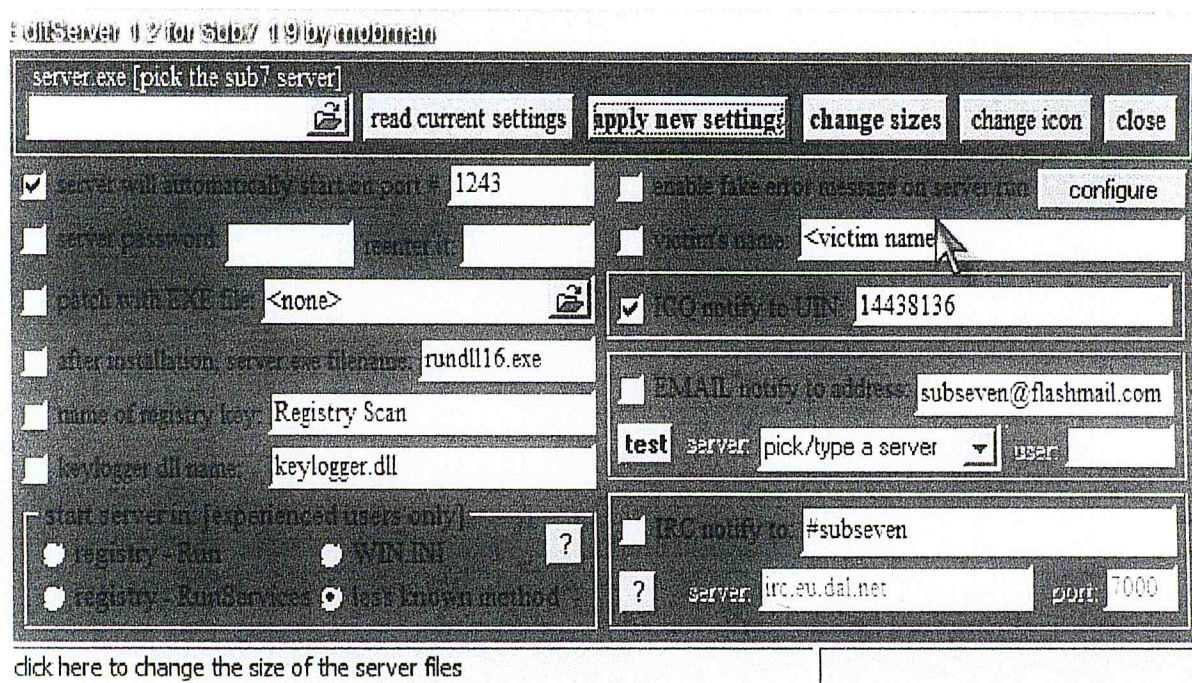 EditServer 1.2 for Sub7 1.9 by mobman
server.exe [pick the sub7 server]
read current settings
apply new settings
change sizes
change icon
close
server will automatically start on port # 1243
server password: reenter it:
patch with EXE file: <none>
after installation, server exe filename: rundll16.exe
name of registry key: Registry Scan
keylogger dll name: keylogger.dll
start server in: [experienced users only]
registry - Run
WIN.INI
?
registry - RunServices
less known method
enable fake error message on server run
configure
victim's name: <victim name
ICQ notify to UIN: 14438136
EMAIL notify to address: subseven@flashmail.com
test server: pick/type a server user:
IRC notify to: #subseven
? server: irc.eu.dal.net port: 7000
click here to change the size of the server files